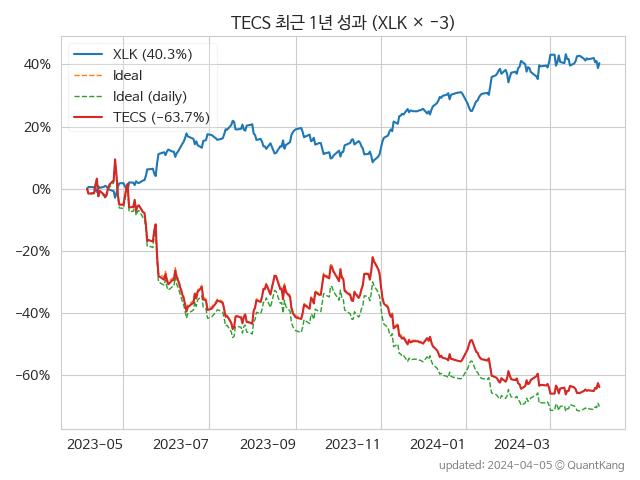 TECS 최근 1년 성과 (XLK × −3)
XLK (40.3%)
Ideal
Ideal (daily)
TECS (−63.7%)
40%
20%
0%
−20%
−40%
−60%
2023-05 2023-07 2023-09 2023-11 2024-01 2024-03
updated: 2024-04-05 © QuantKang